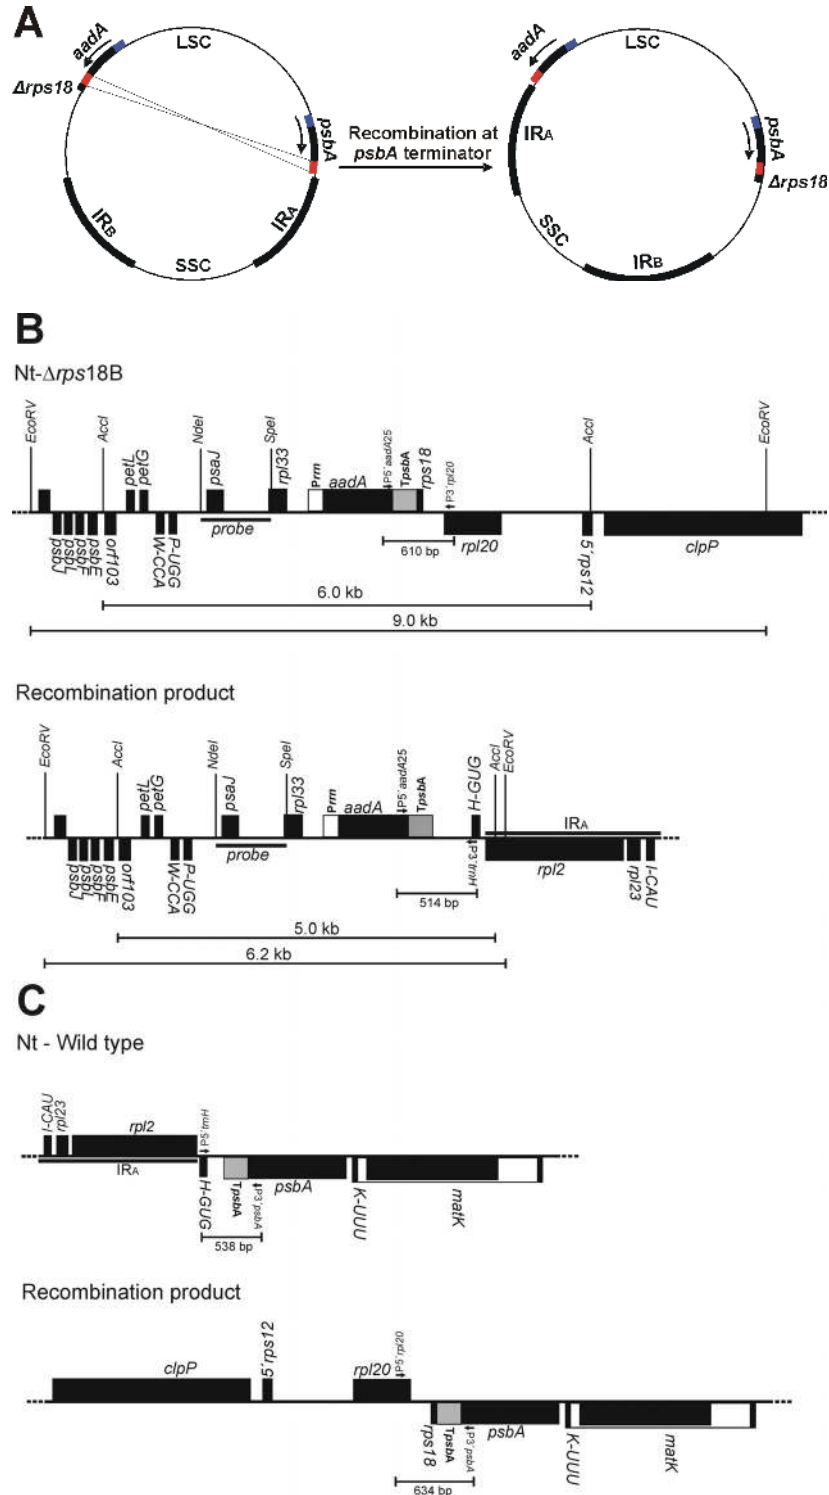 A
aadA
LSC
Δrps18
psbA
IRB
IRA
SSC
Recombination at
psbA terminator
aadA
LSC
IRA
psbA
Δrps18
SSC
IRB
B
Nt-Δrps18B
EcoRV
AccI
petL
petG
NdeI
psaJ
SpeI
rpl33
Prrn
aadA
P5´aadA25
TpsbA
rps18
P3´rpl20
AccI
EcoRV
psbJ
psbL
psbF
psbE
orf103
W-CCA
P-UGG
probe
610 bp
rpl20
5´rps12
clpP
6.0 kb
9.0 kb
Recombination product
EcoRV
AccI
petL
petG
NdeI
psaJ
SpeI
rpl33
Prrn
aadA
P5´aadA25
TpsbA
H-GUG
AccI
EcoRV
IRA
psbJ
psbL
psbF
psbE
orf103
W-CCA
P-UGG
probe
P3´trnH
514 bp
rpl2
rpl23
I-CAU
5.0 kb
6.2 kb
C
Nt - Wild type
I-CAU
rpl23
rpl2
P5´trnH
IRA
H-GUG
TpsbA
P3´psbA
psbA
K-UUU
matK
538 bp
Recombination product
clpP
5´rps12
rpl20
P5´rpl20
rps18
TpsbA
P3´psbA
psbA
K-UUU
matK
634 bp